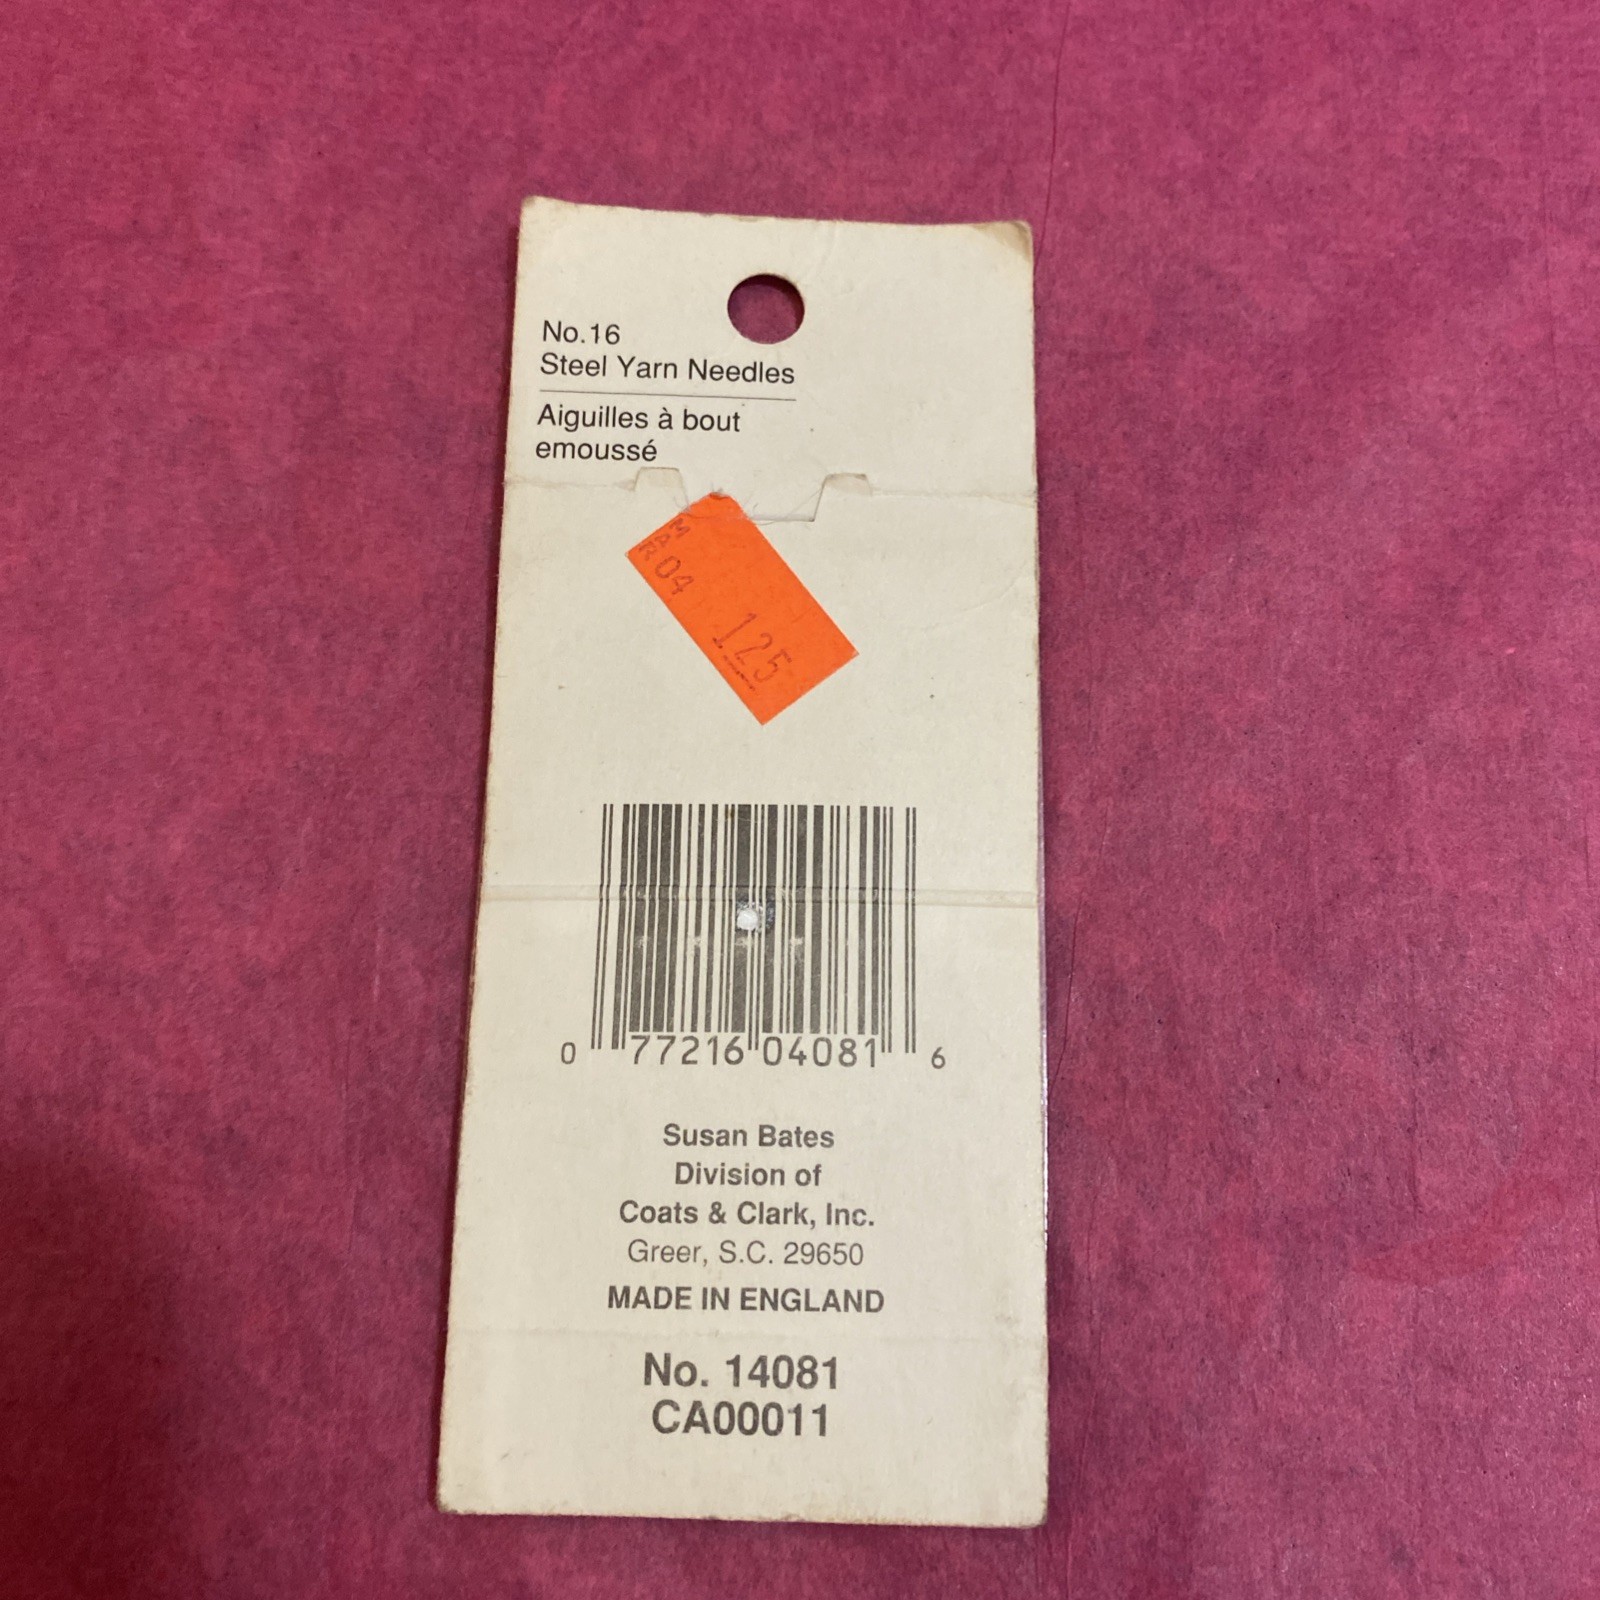 No.16
Steel Yarn Needles
Aiguilles à bout
emoussé
MAR
04
125
0 77216 04081 6
Susan Bates
Division of
Coats & Clark, Inc.
Greer, S.C. 29650
MADE IN ENGLAND
No. 14081
CA00011